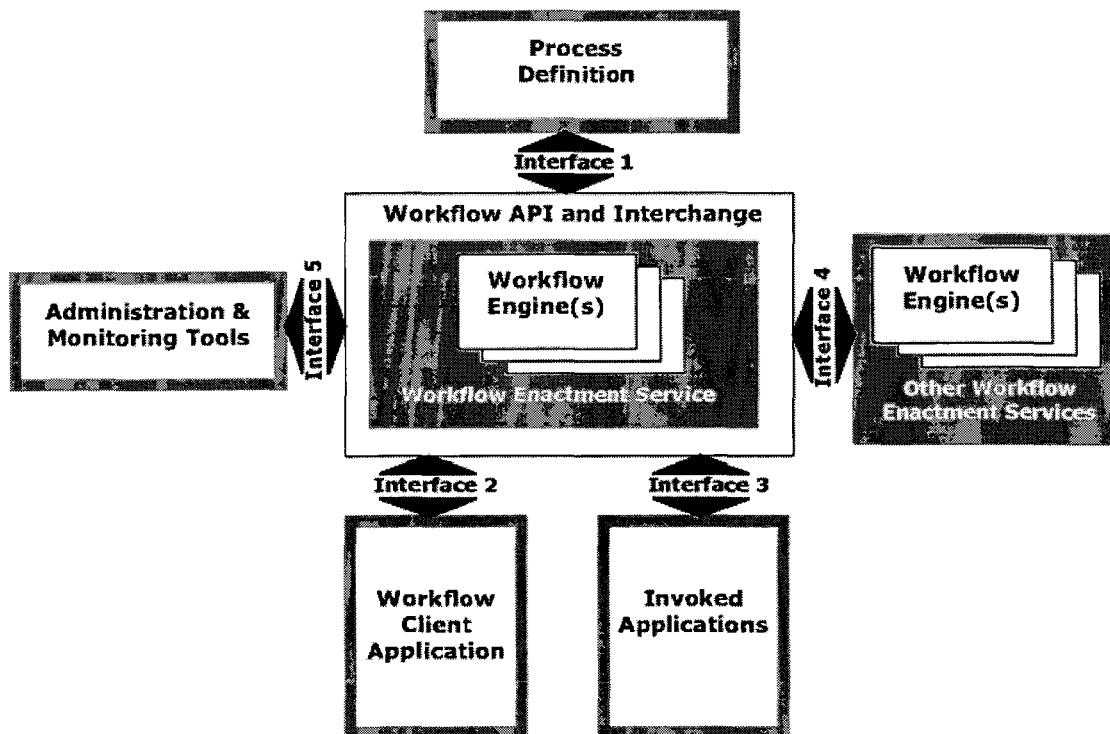 Process
Definition
Interface 1
Workflow API and Interchange
Workflow
Engine(s)
Workflow Enactment Service
Administration &
Monitoring Tools
Interface 5
Interface 4
Workflow
Engine(s)
Other Workflow
Enactment Services
Interface 2
Interface 3
Workflow
Client
Application
Invoked
Applications